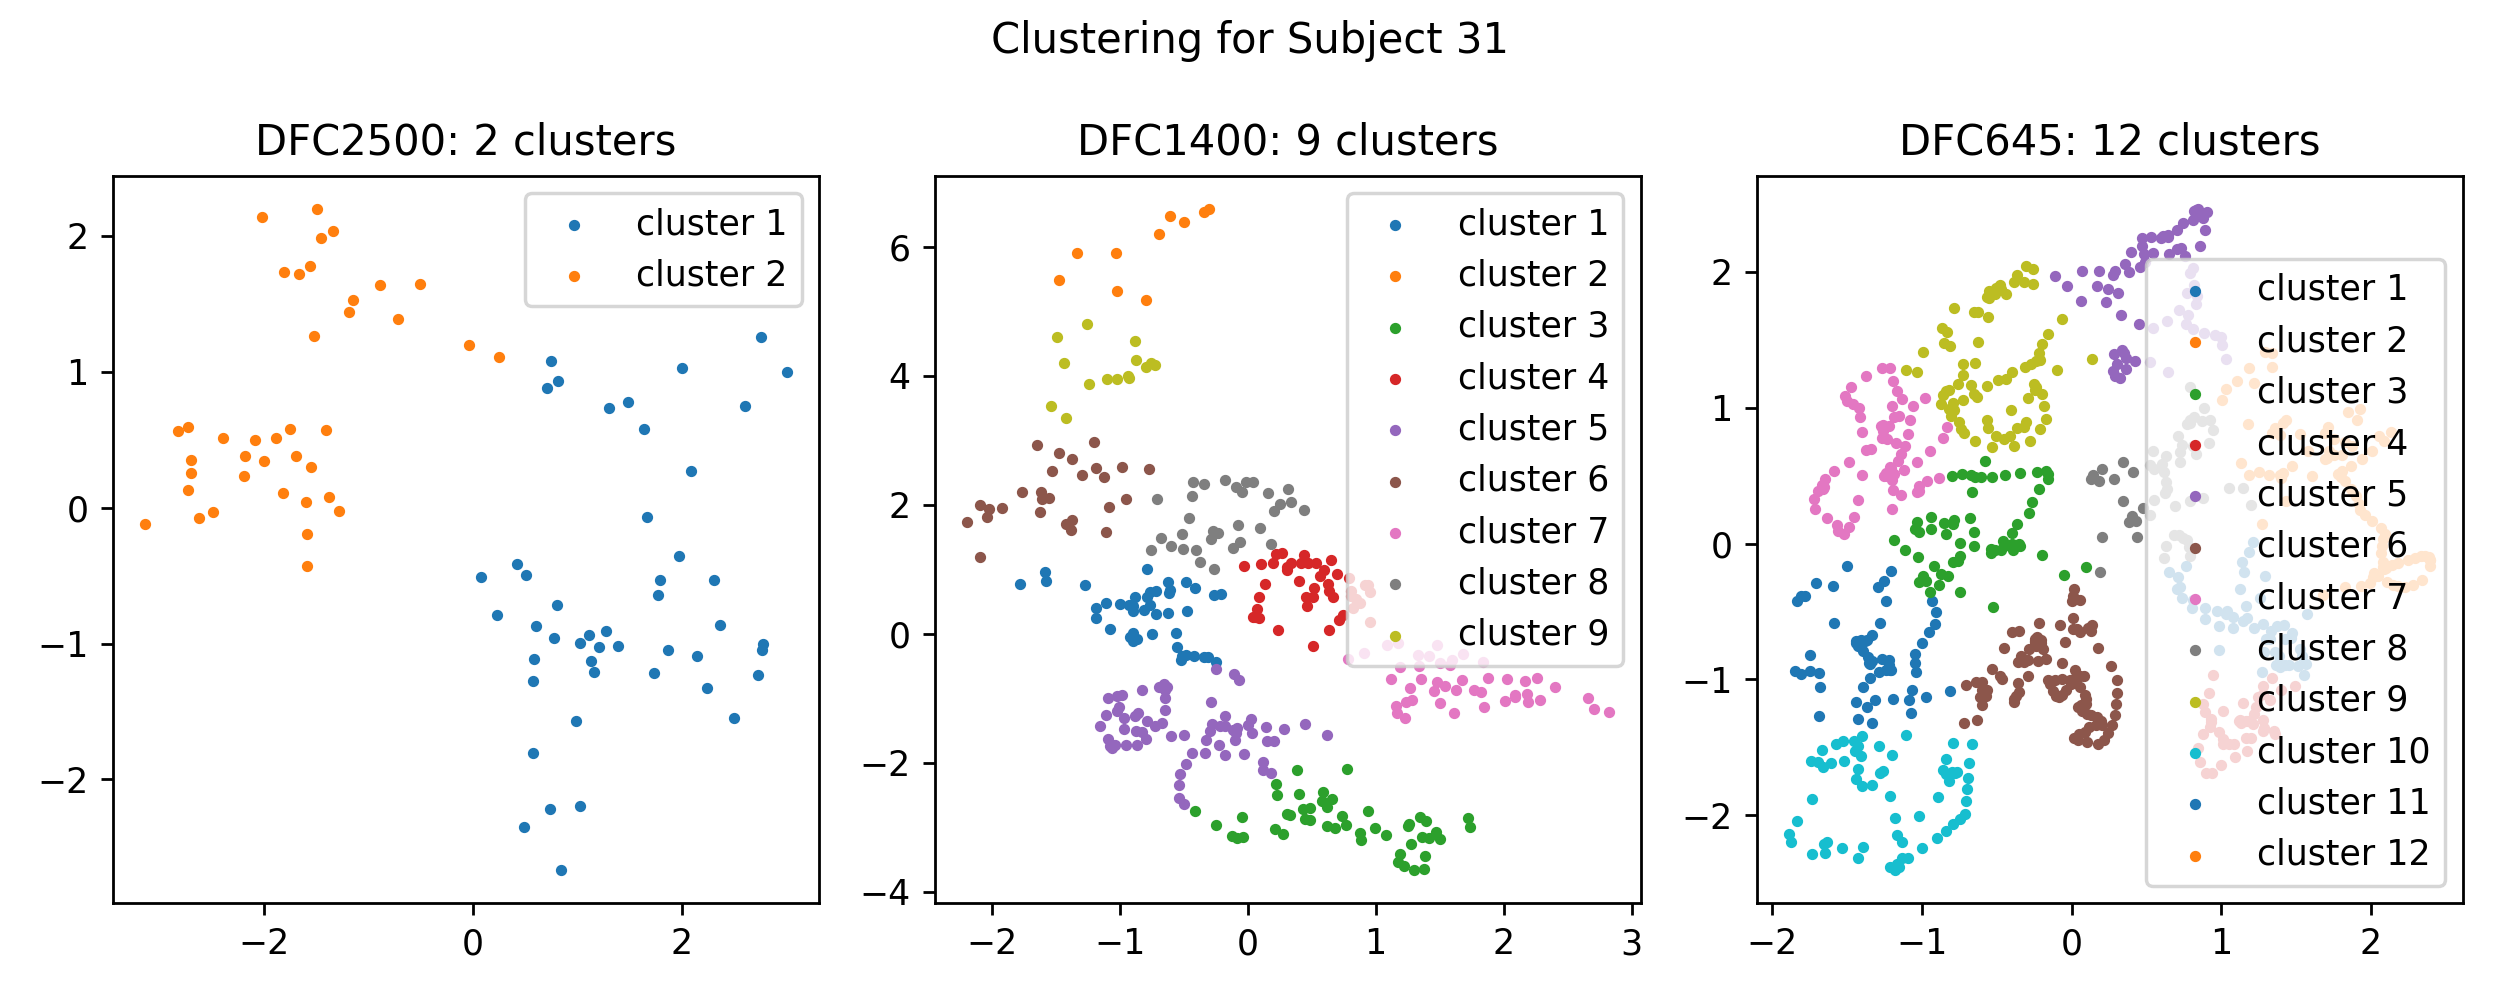 Clustering for Subject 31
DFC2500: 2 clusters
cluster 1
cluster 2
2
1
0
−1
−2
−2
0
2
DFC1400: 9 clusters
cluster 1
cluster 2
cluster 3
cluster 4
cluster 5
cluster 6
cluster 7
cluster 8
cluster 9
6
4
2
0
−2
−4
−2
−1
0
1
2
3
DFC645: 12 clusters
cluster 1
cluster 2
cluster 3
cluster 4
cluster 5
cluster 6
cluster 7
cluster 8
cluster 9
cluster 10
cluster 11
cluster 12
2
1
0
−1
−2
−2
−1
0
1
2